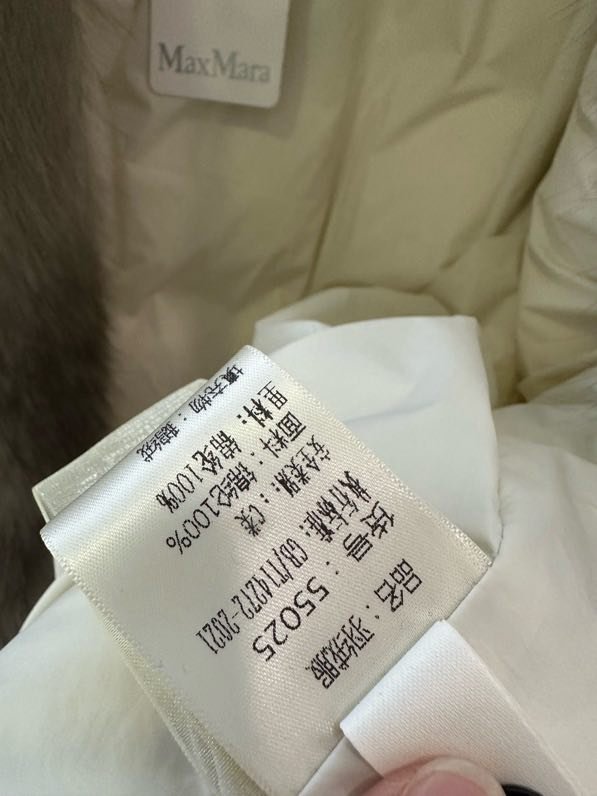 MaxMara
品名：羽绒服
货号：55025
执行标准 GB/T14272-2021
安全类别：C类
面料：锦纶100%
里料：锦纶100%
填充物：鹅绒